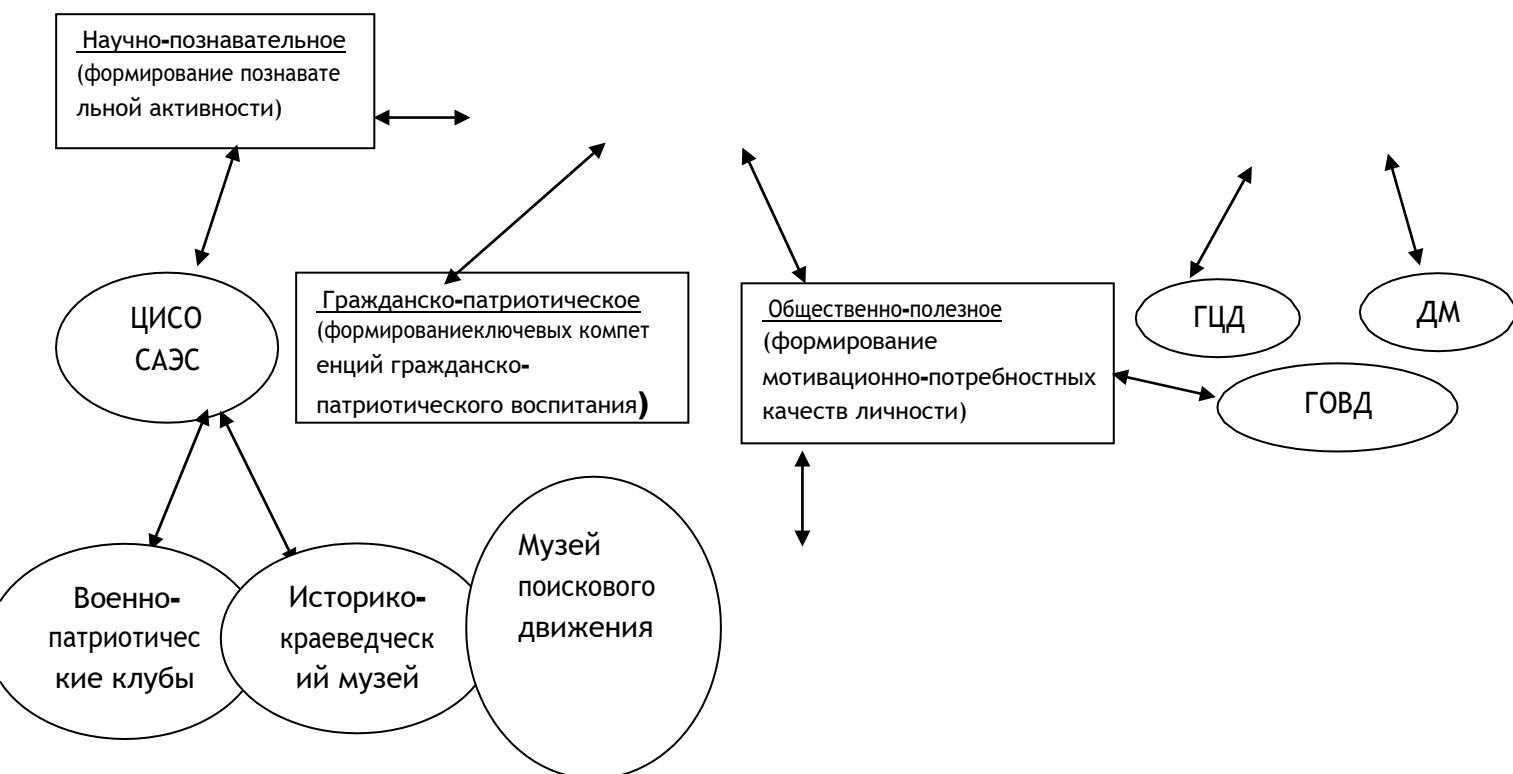 Научно-познавательное
(формирование познавате
льной активности)
ЦИСО
САЭС
Гражданско-патриотическое
(формированиеключевых компет
енций гражданско-
патриотического воспитания)
Общественно-полезное
(формирование
мотивационно-потребностных
качеств личности)
ГЦД
ДМ
ГОВД
Военно-
патриотичес
кие клубы
Историко-
краеведческ
ий музей
Музей
поискового
движения